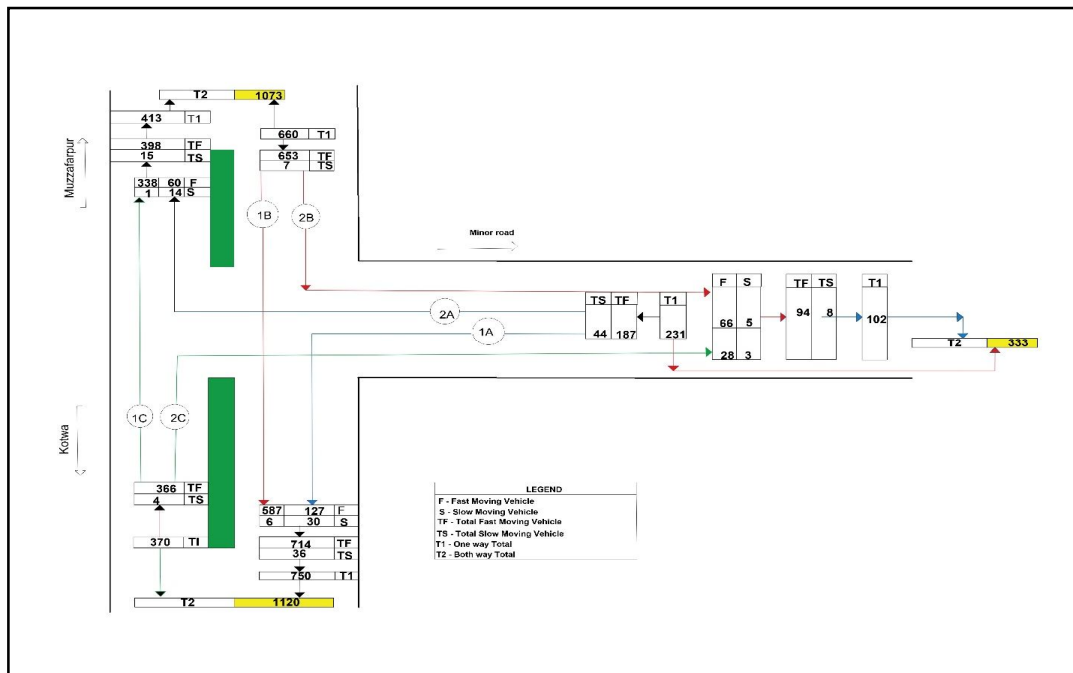 T2 1073
413 T1
660 T1
398 TF
15 TS
653 TF
7 TS
338 60 F
1 14 S
Muzzafarpur
1B
2B
Minor road
F S
66 5
28 3
TF TS
94 8
T1
102
TS TF
44 187
T1
231
2A
1A
T2 333
1C
2C
Kotwa
366 TF
4 TS
370 TI
587 127 F
6 30 S
714 TF
36 TS
750 T1
T2 1120
LEGEND
F - Fast Moving Vehicle
S - Slow Moving Vehicle
TF - Total Fast Moving Vehicle
TS - Total Slow Moving Vehicle
T1 - One way Total
T2 - Both way Total